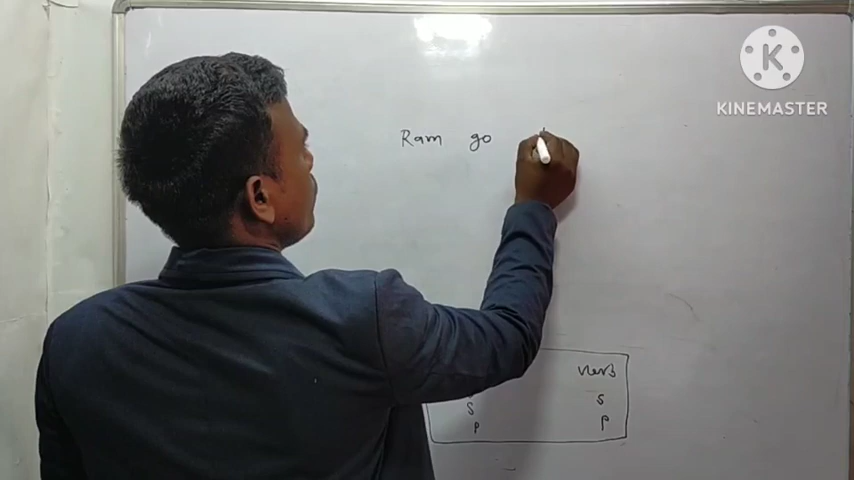 K
KINEMASTER
Ram go
Verb
S S
P P